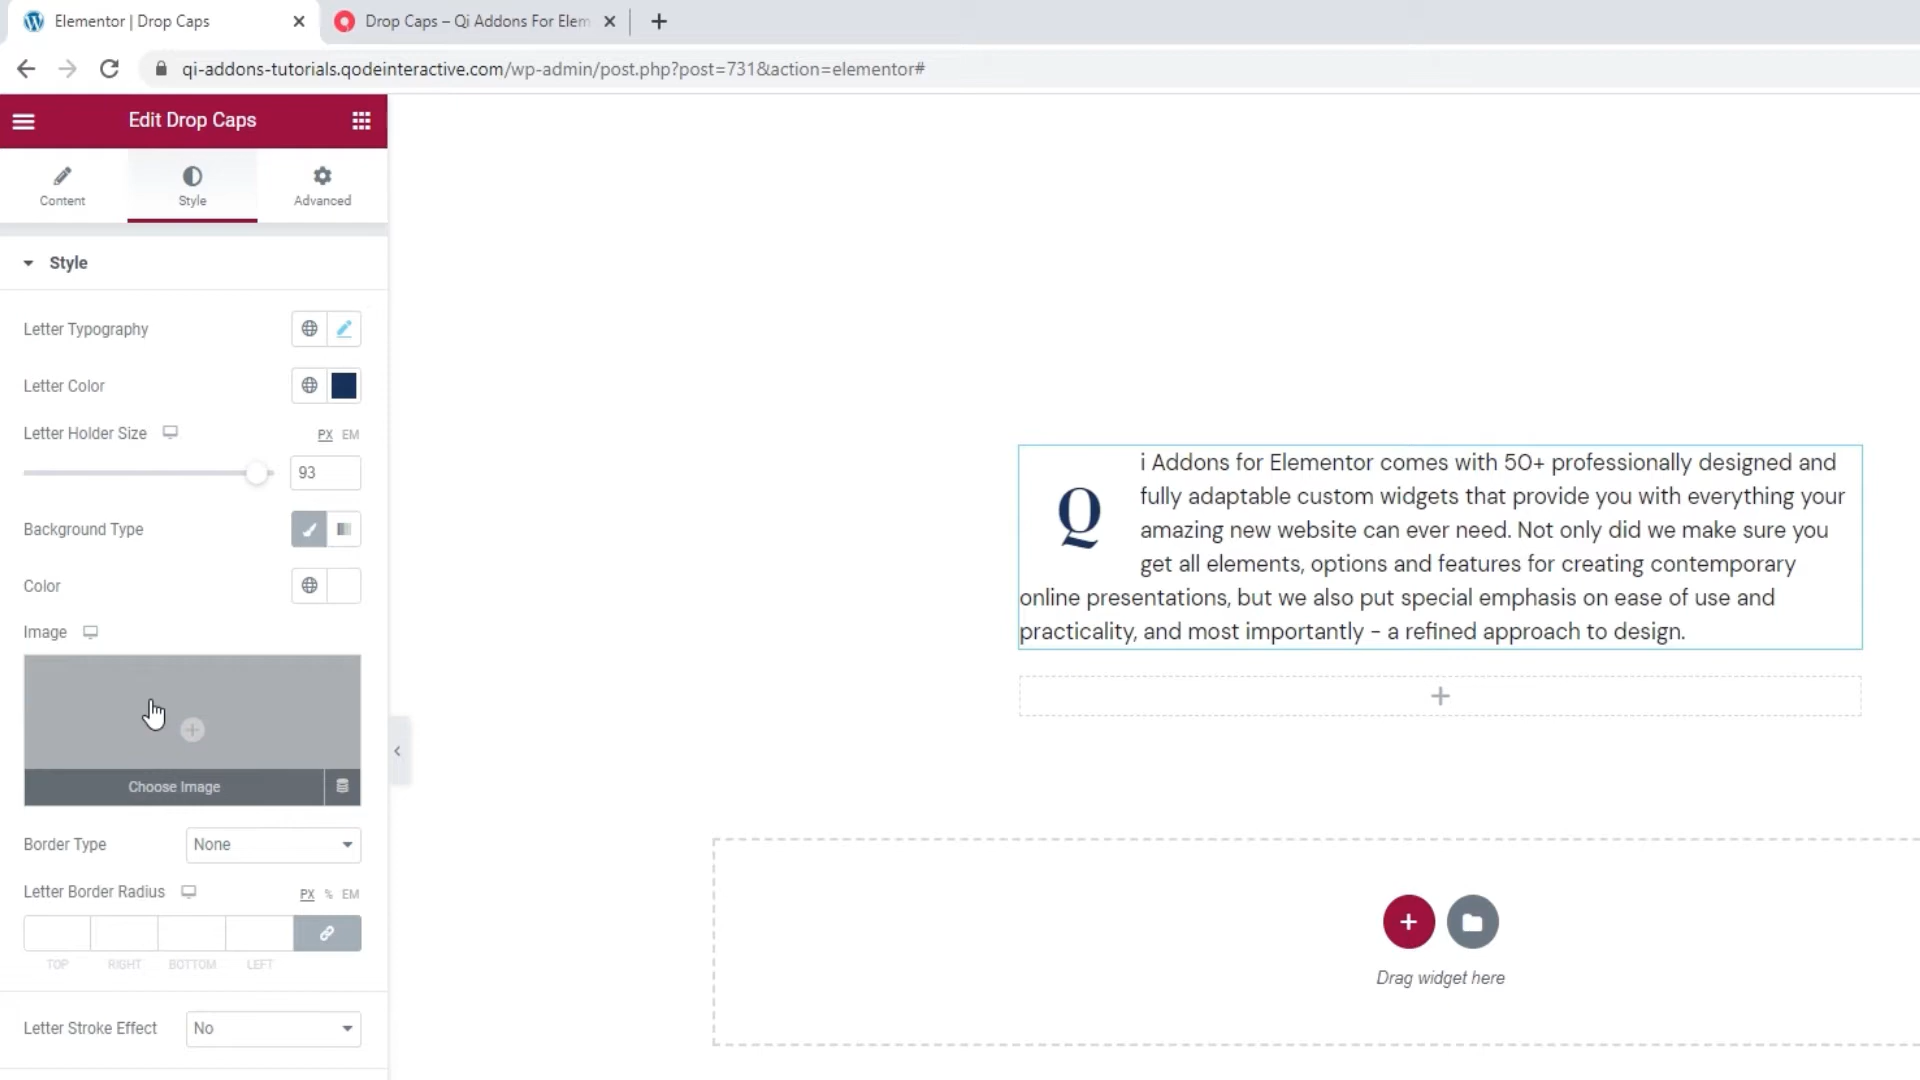 Elementor | Drop Caps
Drop Caps – Qi Addons For Elem
qi-addons-tutorials.qodeinteractive.com/wp-admin/post.php?post=731&action=elementor#
Edit Drop Caps
Content
Style
Advanced
Style
Letter Typography
Letter Color
Letter Holder Size
PX EM
93
Background Type
Color
Image
Choose Image
Border Type
None
Letter Border Radius
PX % EM
TOP RIGHT BOTTOM LEFT
Letter Stroke Effect
No
Q
i Addons for Elementor comes with 50+ professionally designed and
fully adaptable custom widgets that provide you with everything your
amazing new website can ever need. Not only did we make sure you
get all elements, options and features for creating contemporary
online presentations, but we also put special emphasis on ease of use and
practicality, and most importantly – a refined approach to design.
Drag widget here